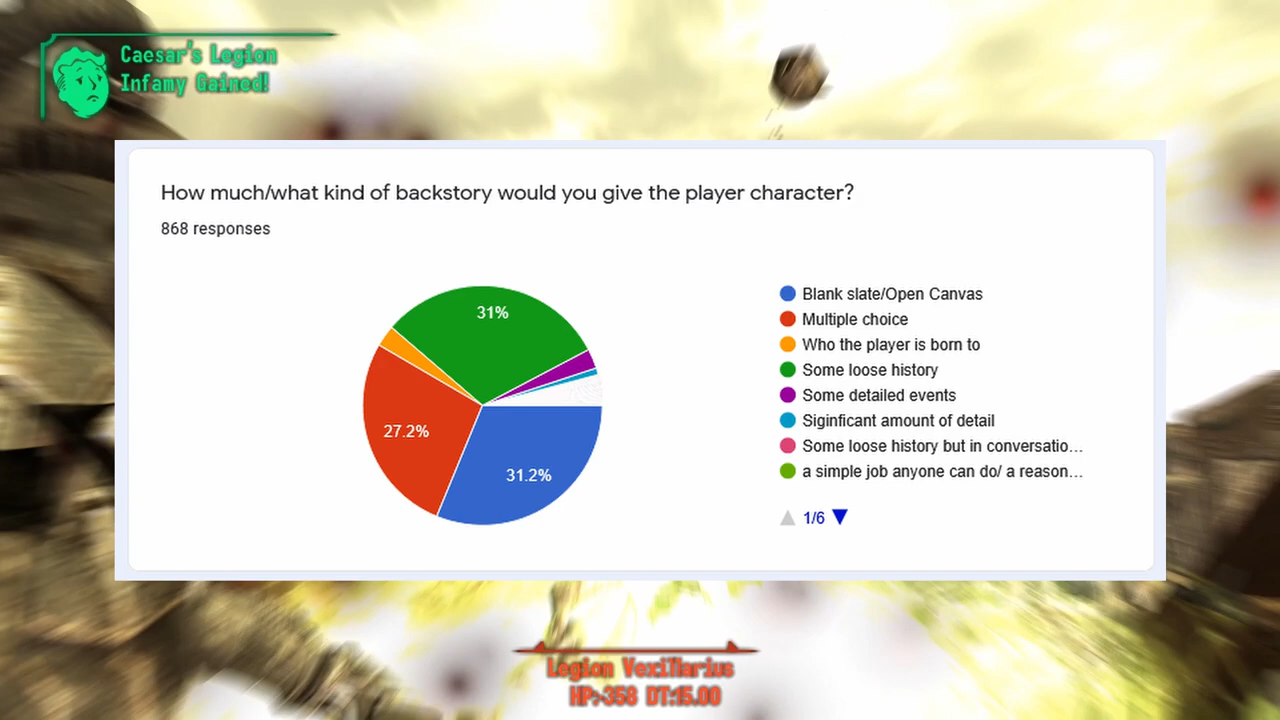 Caesar's Legion
Infamy Gained!
How much/what kind of backstory would you give the player character?
868 responses
31%
27.2%
31.2%
Blank slate/Open Canvas
Multiple choice
Who the player is born to
Some loose history
Some detailed events
Siginficant amount of detail
Some loose history but in conversatio...
a simple job anyone can do/ a reason...
1/6
Legion Vexillarius
HP:-358 DT:15.00